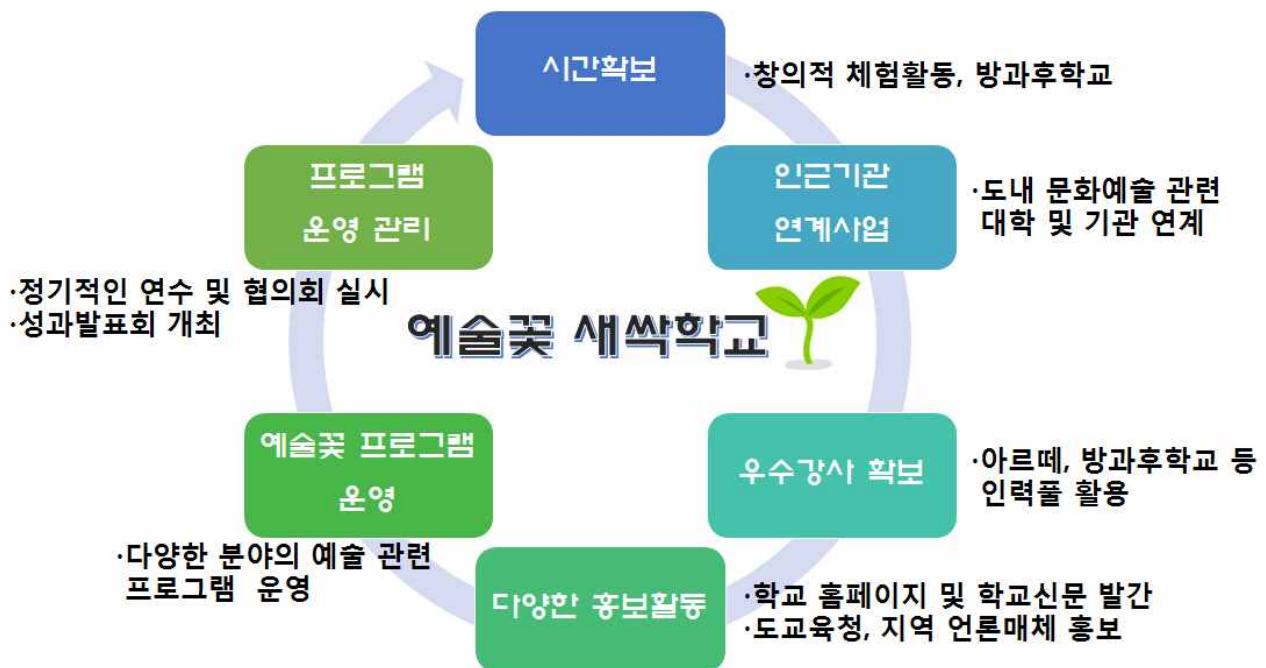 시간확보
·창의적 체험활동, 방과후학교
인근기관
연계사업
·도내 문화예술 관련
대학 및 기관 연계
우수강사 확보
·아르떼, 방과후학교 등
인력풀 활용
다양한 홍보활동
·학교 홈페이지 및 학교신문 발간
·도교육청, 지역 언론매체 홍보
예술꽃 프로그램
운영
·다양한 분야의 예술 관련
프로그램 운영
프로그램
운영 관리
·정기적인 연수 및 협의회 실시
·성과발표회 개최
예술꽃 새싹학교